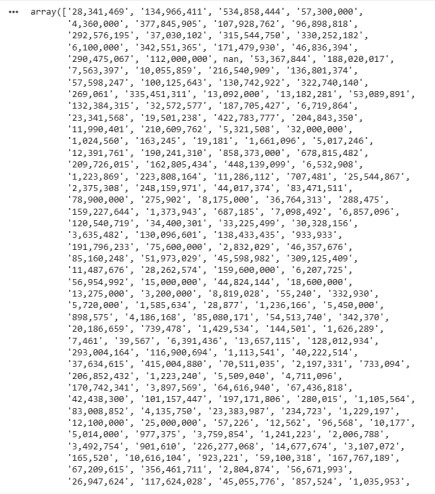 ••• array(['28,341,469', '134,966,411', '534,858,444', '57,300,000',
'4,360,000', '377,845,905', '107,928,762', '96,898,818',
'292,576,195', '37,030,102', '315,544,750', '330,252,182',
'6,100,000', '342,551,365', '171,479,930', '46,836,394',
'290,475,067', '112,000,000', nan, '53,367,844', '188,020,017',
'7,563,397', '10,055,859', '216,540,909', '136,801,374',
'57,598,247', '100,125,643', '130,742,922', '322,740,140',
'269,061', '335,451,311', '13,092,000', '13,182,281', '53,089,891',
'132,384,315', '32,572,577', '187,705,427', '6,719,864',
'23,341,568', '19,501,238', '422,783,777', '204,843,350',
'11,990,401', '210,609,762', '5,321,508', '32,000,000',
'1,024,560', '163,245', '19,181', '1,661,096', '5,017,246',
'12,391,761', '190,241,310', '858,373,000', '678,815,482',
'209,726,015', '162,805,434', '448,139,099', '6,532,908',
'1,223,869', '223,808,164', '11,286,112', '707,481', '25,544,867',
'2,375,308', '248,159,971', '44,017,374', '83,471,511',
'78,900,000', '275,902', '8,175,000', '36,764,313', '288,475',
'159,227,644', '1,373,943', '687,185', '7,098,492', '6,857,096',
'120,540,719', '34,400,301', '33,225,499', '30,328,156',
'3,635,482', '130,096,601', '138,433,435', '933,933',
'191,796,233', '75,600,000', '2,832,029', '46,357,676',
'85,160,248', '51,973,029', '45,598,982', '309,125,409',
'11,487,676', '28,262,574', '159,600,000', '6,207,725',
'56,954,992', '15,000,000', '44,824,144', '18,600,000',
'13,275,000', '3,200,000', '8,819,028', '55,240', '332,930',
'5,720,000', '1,585,634', '28,877', '1,236,166', '5,450,000',
'898,575', '4,186,168', '85,080,171', '54,513,740', '342,370',
'20,186,659', '739,478', '1,429,534', '144,501', '1,626,289',
'7,461', '39,567', '6,391,436', '13,657,115', '128,012,934',
'293,004,164', '116,900,694', '1,113,541', '40,222,514',
'37,634,615', '415,004,880', '70,511,035', '2,197,331', '733,094',
'206,852,432', '1,223,240', '5,509,040', '4,711,096',
'170,742,341', '3,897,569', '64,616,940', '67,436,818',
'42,438,300', '101,157,447', '197,171,806', '280,015', '1,105,564',
'83,008,852', '4,135,750', '23,383,987', '234,723', '1,229,197',
'12,100,000', '25,000,000', '57,226', '12,562', '96,568', '10,177',
'5,014,000', '977,375', '3,759,854', '1,241,223', '2,006,788',
'3,492,754', '901,610', '226,277,068', '14,677,674', '3,107,072',
'165,520', '10,616,104', '923,221', '59,100,318', '167,767,189',
'67,209,615', '356,461,711', '2,804,874', '56,671,993',
'26,947,624', '117,624,028', '45,055,776', '857,524', '1,035,953',